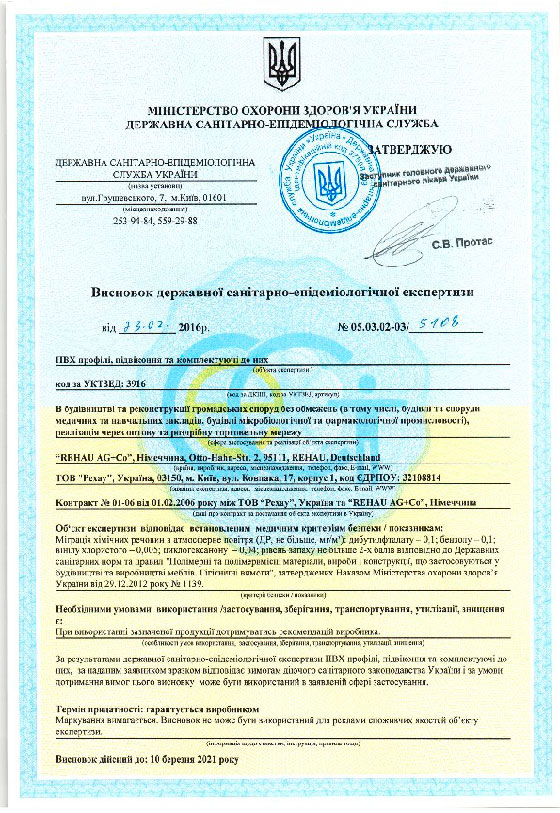 МІНІСТЕРСТВО ОХОРОНИ ЗДОРОВ'Я УКРАЇНИ
ДЕРЖАВНА САНІТАРНО-ЕПІДЕМІОЛОГІЧНА СЛУЖБА
ЗАТВЕРДЖУЮ
ДЕРЖАВНА САНІТАРНО-ЕПІДЕМІОЛОГІЧНА
СЛУЖБА УКРАЇНИ
(назва установи)
вул.Грушевського, 7, м.Київ, 01601
(місцезнаходження)
253-94-84, 559-29-88
Заступник головного державного
санітарного лікаря України
С.В. Протас
Висновок державної санітарно-епідеміологічної експертизи
від 23.02. 2016р. № 05.03.02-03/ 5108
ПВХ профілі, підвіконня та комплектуючі до них
(об'єкта експертизи)
код за УКТЗЕД: 3916
(код за ДКПП, код за УКТЗЕД, артикул)
В будівництві та реконструкції громадських споруд без обмежень (в тому числі, будівлі та споруди
медичних та навчальних закладів, будівлі мікробіологічної та фармакологічної промисловості),
реалізація через оптову та роздрібну торговельну мережу
(сфера застосування та реалізації об'єкта експертизи)
“REHAU AG+Co”, Німеччина, Otto-Hahn-Str. 2, 95111, REHAU, Deutschland
(країна, виробник, адреса, місцезнаходження, телефон, факс, E-mail, WWW)
ТОВ "Рехау", Україна, 03150, м. Київ, вул. Ковпака 17, корпус 1, код ЄДРПОУ: 32108814
(заявник експертизи, адреса, місцезнаходження, телефон, факс, E-mail, WWW)
Контракт № 01-06 від 01.02.2006 року між ТОВ “Рехау”, Україна та “REHAU AG+Co”, Німеччина
(дані про контракт на постачання об'єкта експертизи в Україну)
Об'єкт експертизи відповідає встановленим медичним критеріям безпеки / показникам:
Міграція хімічних речовин в атмосферне повітря (ДР, не більше, мг/м³): дибутилфталату – 0,1; бензолу – 0,1;
вінілу хлористого –0,005; циклогексанону – 0,04; рівень запаху не більше 2-х балів відповідно до Державних
санітарних норм та правил "Полімерні та полімервмісні матеріали, вироби і конструкції, що застосовуються у
будівництві та виробництві меблів. Гігієнічні вимоги", затверджених Наказом Міністерства охорони здоров'я
України від 29.12.2012 року № 1139.
(критерії безпеки / показники)
Необхідними умовами використання /застосування, зберігання, транспортування, утилізації, знищення
є:
При використанні зазначеної продукції дотримуватись рекомендацій виробника.
(особливості умов використання, застосування, зберігання, транспортування, утилізації, знищення)
За результатами державної санітарно-епідеміологічної експертизи ПВХ профілі, підвіконня та комплектуючі до
них, за наданим заявником зразком відповідає вимогам діючого санітарного законодавства України і за умови
дотримання вимог цього висновку може бути використаний в заявленій сфері застосування.
Термін придатності: гарантується виробником
Маркування вимагається. Висновок не може бути використаний для реклами споживчих якостей об'єкту
експертизи.
(інформація щодо етикетки, інструкція, правила тощо)
Висновок дійсний до: 10 березня 2021 року